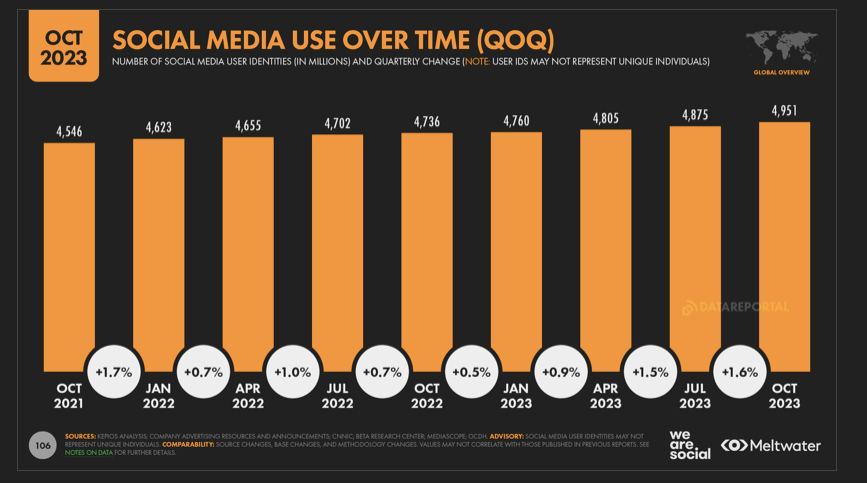 OCT
2023
SOCIAL MEDIA USE OVER TIME (QOQ)
NUMBER OF SOCIAL MEDIA USER IDENTITIES (IN MILLIONS) AND QUARTERLY CHANGE (NOTE: USER IDS MAY NOT REPRESENT UNIQUE INDIVIDUALS)
GLOBAL OVERVIEW
4,546
4,623
4,655
4,702
4,736
4,760
4,805
4,875
4,951
DATAREPORTAL
+1.7%
+0.7%
+1.0%
+0.7%
+0.5%
+0.9%
+1.5%
+1.6%
OCT
2021
JAN
2022
APR
2022
JUL
2022
OCT
2022
JAN
2023
APR
2023
JUL
2023
OCT
2023
106
SOURCES: KEPIOS ANALYSIS; COMPANY ADVERTISING RESOURCES AND ANNOUNCEMENTS; CNNIC; BETA RESEARCH CENTER; MEDIASCOPE; OCDH. ADVISORY: SOCIAL MEDIA USER IDENTITIES MAY NOT
REPRESENT UNIQUE INDIVIDUALS. COMPARABILITY: SOURCE CHANGES, BASE CHANGES, AND METHODOLOGY CHANGES. VALUES MAY NOT CORRELATE WITH THOSE PUBLISHED IN PREVIOUS REPORTS. SEE
NOTES ON DATA FOR FURTHER DETAILS.
we
are.
social
Meltwater